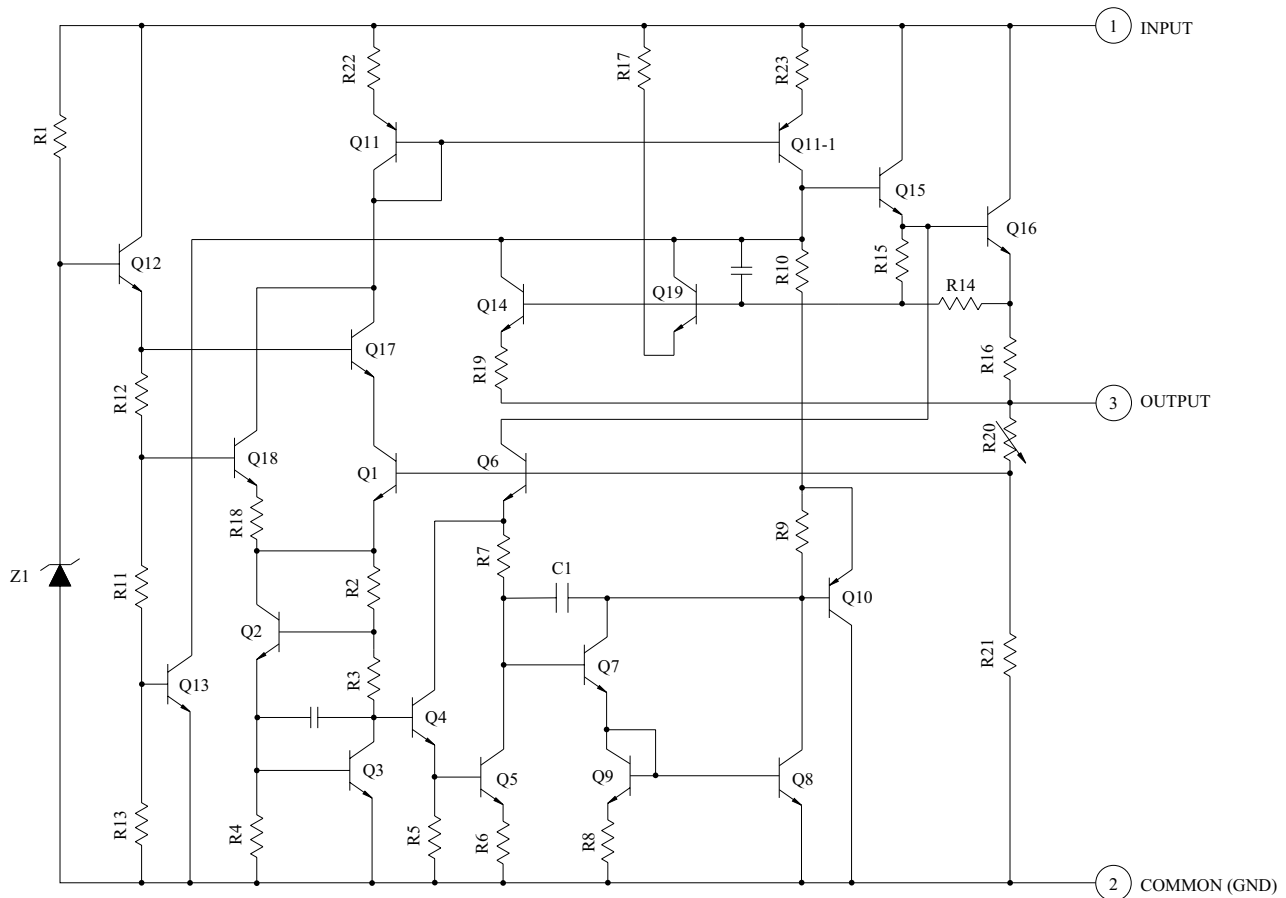 1 INPUT
R22
R17
R23
R1
Q11
Q11-1
Q15
Q16
Q12
R10
R15
R14
Q14
Q19
Q17
R19
R16
R12
3 OUTPUT
R20
Q18
Q1
Q6
R18
R7
R9
Z1
R11
R2
C1
Q10
Q2
R3
Q7
R21
Q13
Q4
Q3
Q5
Q9
Q8
R13
R4
R5
R6
R8
2 COMMON (GND)